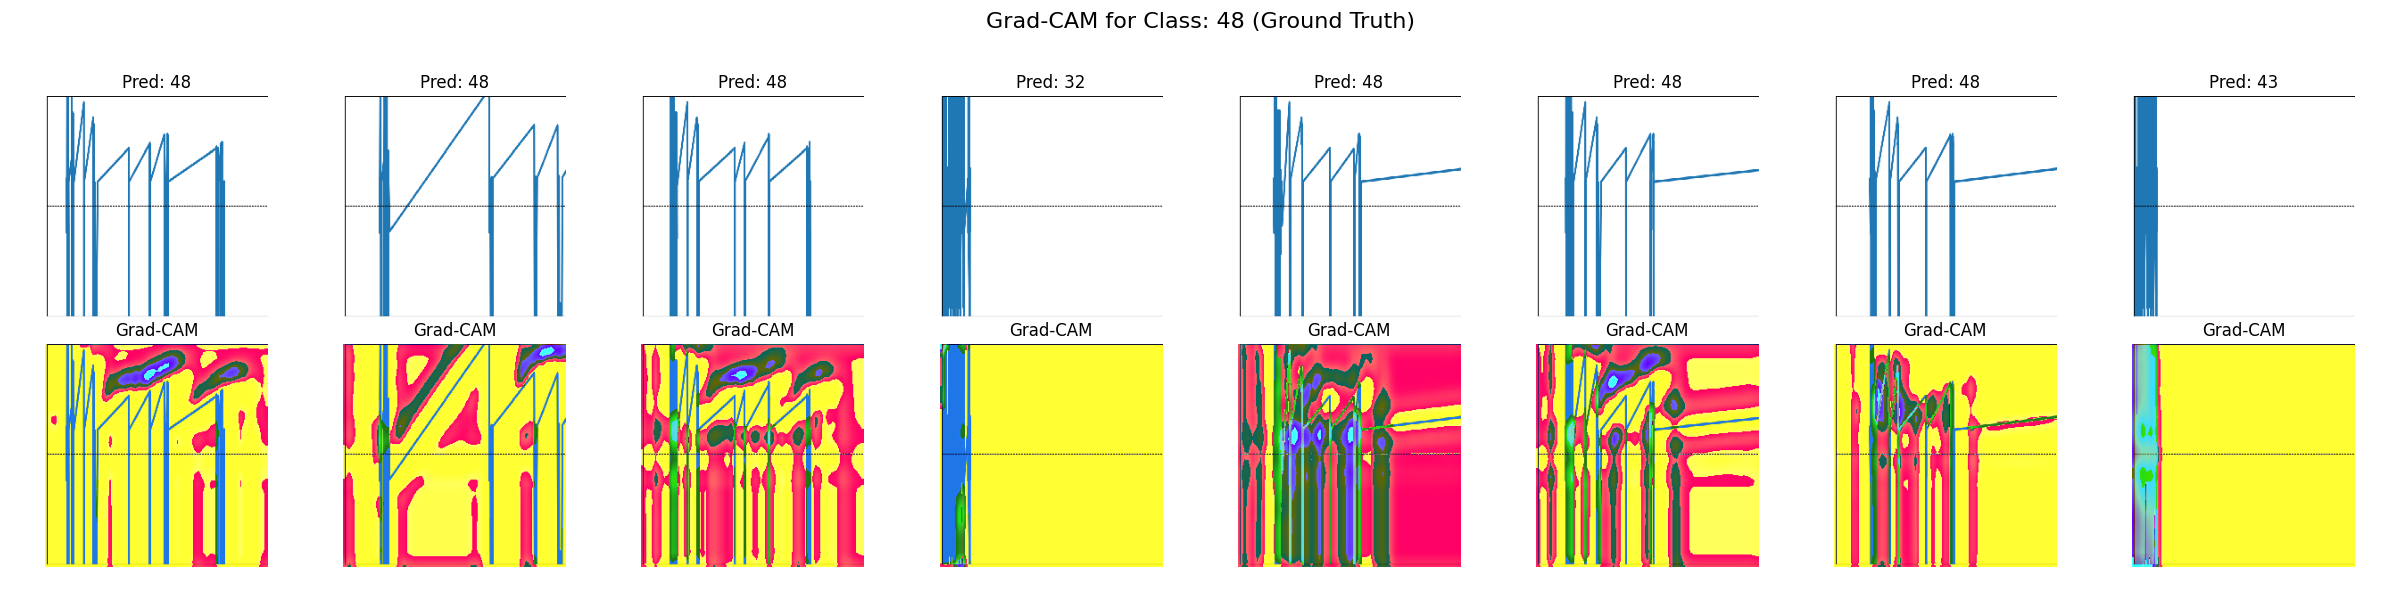 Grad-CAM for Class: 48 (Ground Truth)
Pred: 48 Pred: 48 Pred: 48 Pred: 32 Pred: 48 Pred: 48 Pred: 48 Pred: 43
Grad-CAM Grad-CAM Grad-CAM Grad-CAM Grad-CAM Grad-CAM Grad-CAM Grad-CAM